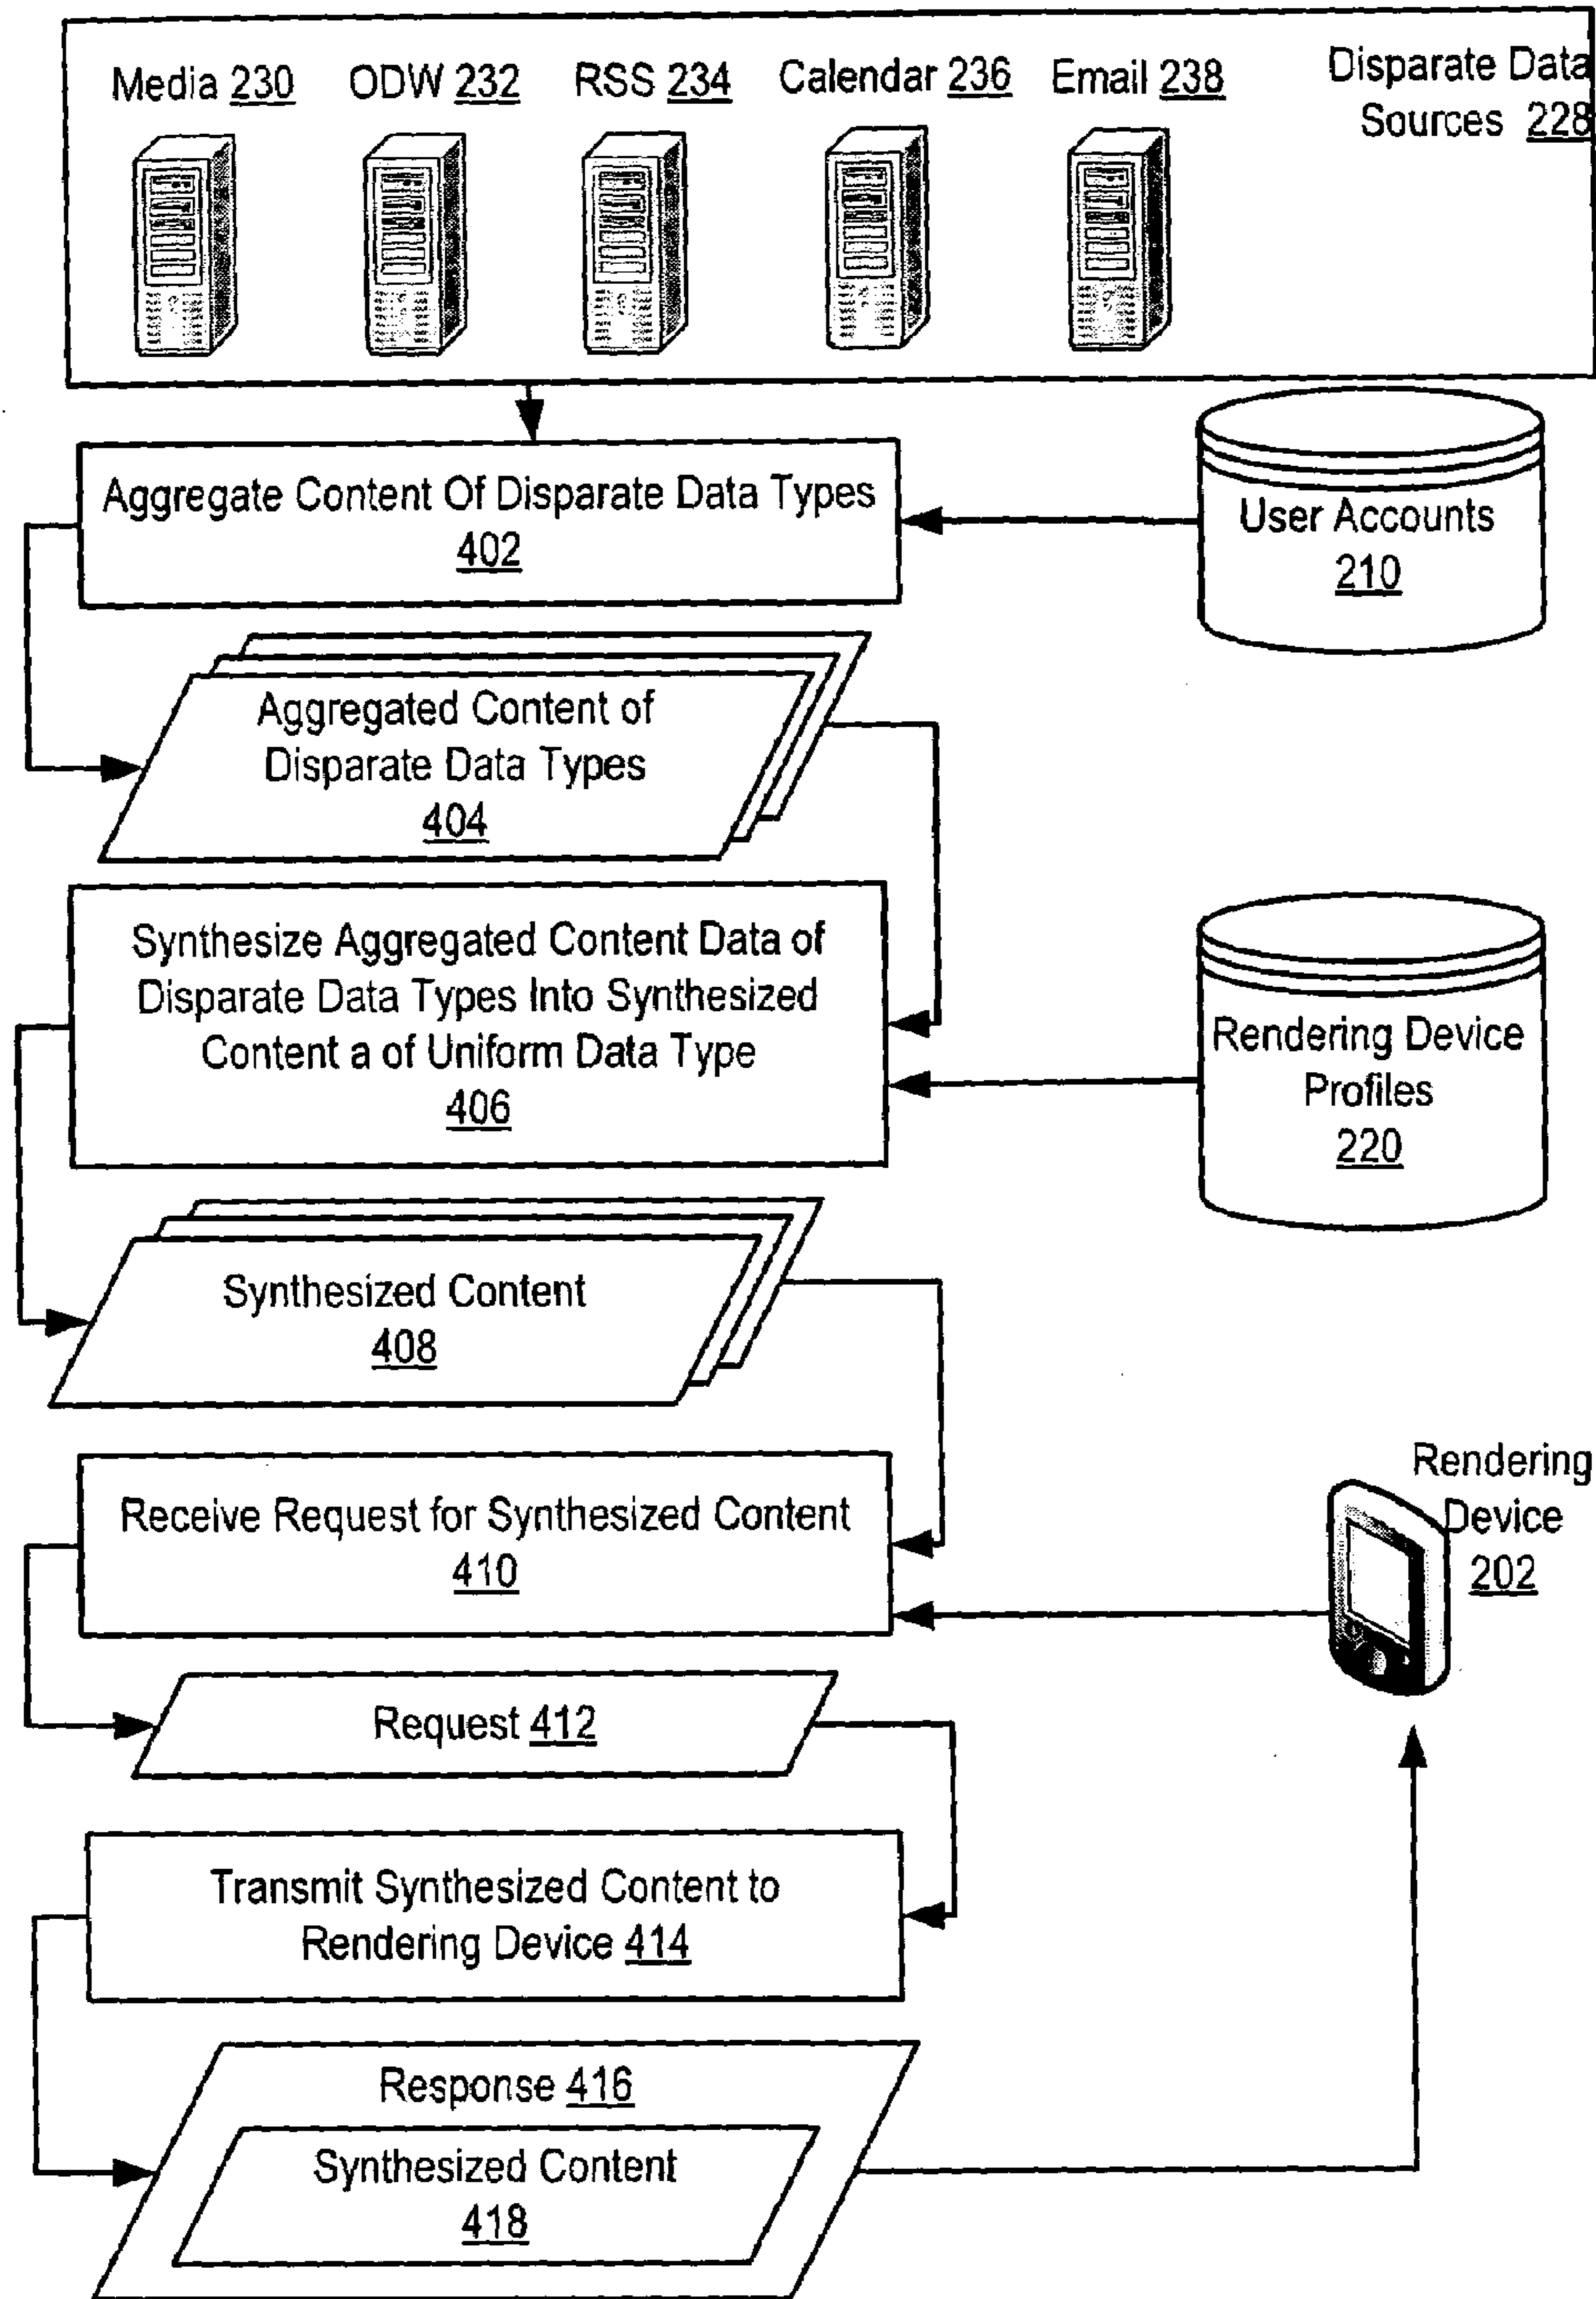 Media 230
ODW 232
RSS 234
Calendar 236
Email 238
Disparate Data
Sources 228
Aggregate Content Of Disparate Data Types
402
User Accounts
210
Aggregated Content of
Disparate Data Types
404
Synthesize Aggregated Content Data of
Disparate Data Types Into Synthesized
Content a of Uniform Data Type
406
Rendering Device
Profiles
220
Synthesized Content
408
Receive Request for Synthesized Content
410
Rendering
Device
202
Request 412
Transmit Synthesized Content to
Rendering Device 414
Response 416
Synthesized Content
418